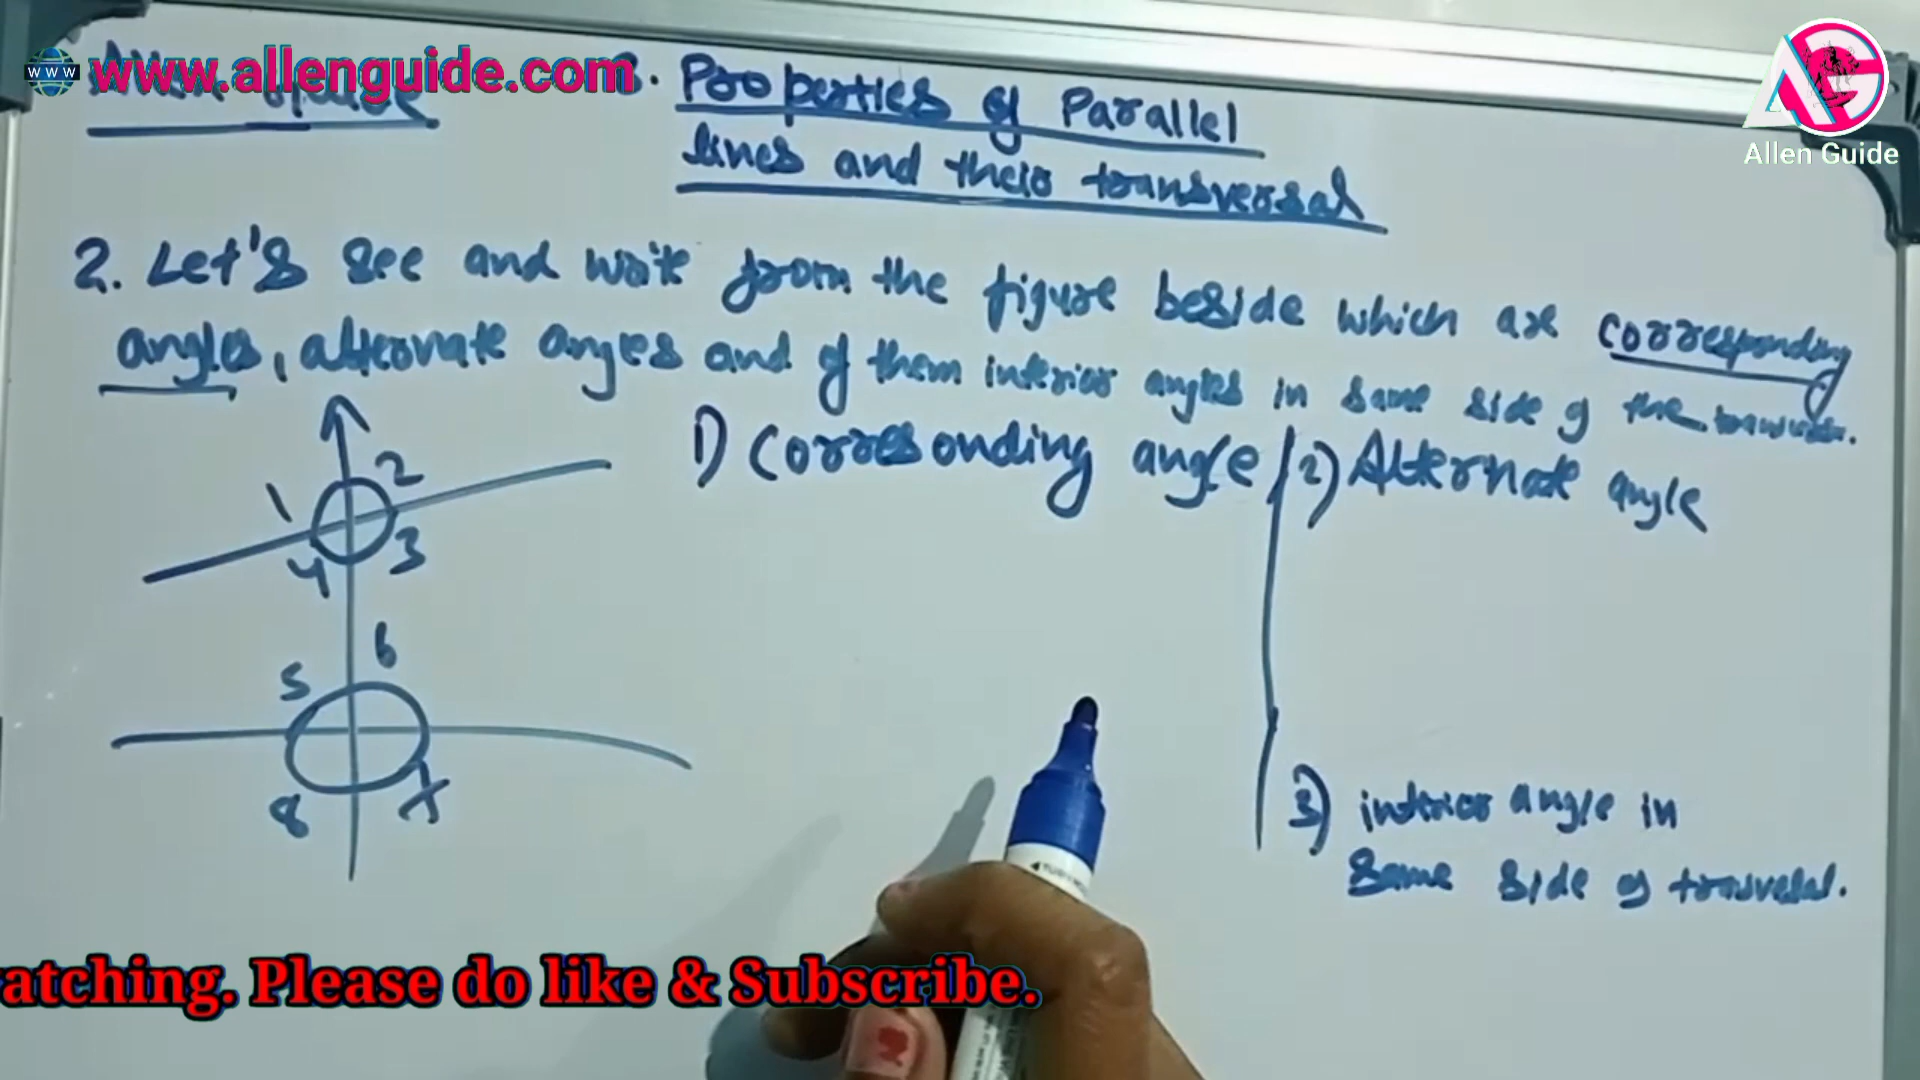 www.allenguide.com
Properties of Parallel
lines and their transversal
Allen Guide
2. Let's see and write from the figure beside which are corresponding
angles, alternate angles and of them interior angles in same side of the
1) Corresonding angle
2) Alternate angle
1
2
4
3
5
6
8
7
3) interior angle in
same side of
atching. Please do like & Subscribe.